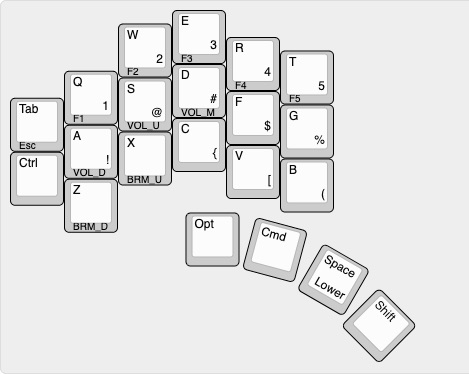 Tab
Esc
Ctrl
Q
1
F1
A
!
VOL_D
Z
BRM_D
W
2
F2
S
@
VOL_U
X
BRM_U
E
3
F3
D
#
VOL_M
C
{
R
4
F4
F
$
V
[
T
5
F5
G
%
B
(
Opt
Cmd
Space
Lower
Shift